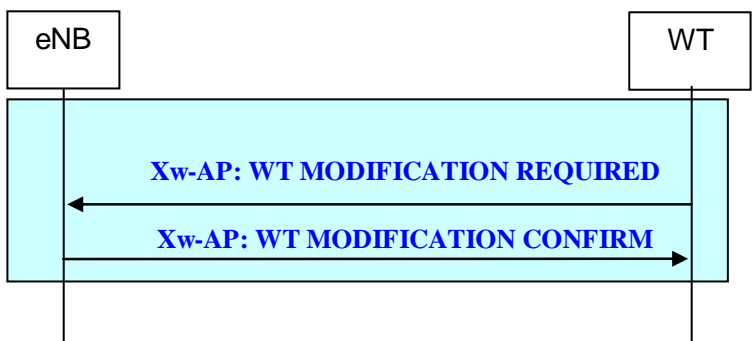 eNB
WT
Xw-AP: WT MODIFICATION REQUIRED
Xw-AP: WT MODIFICATION CONFIRM